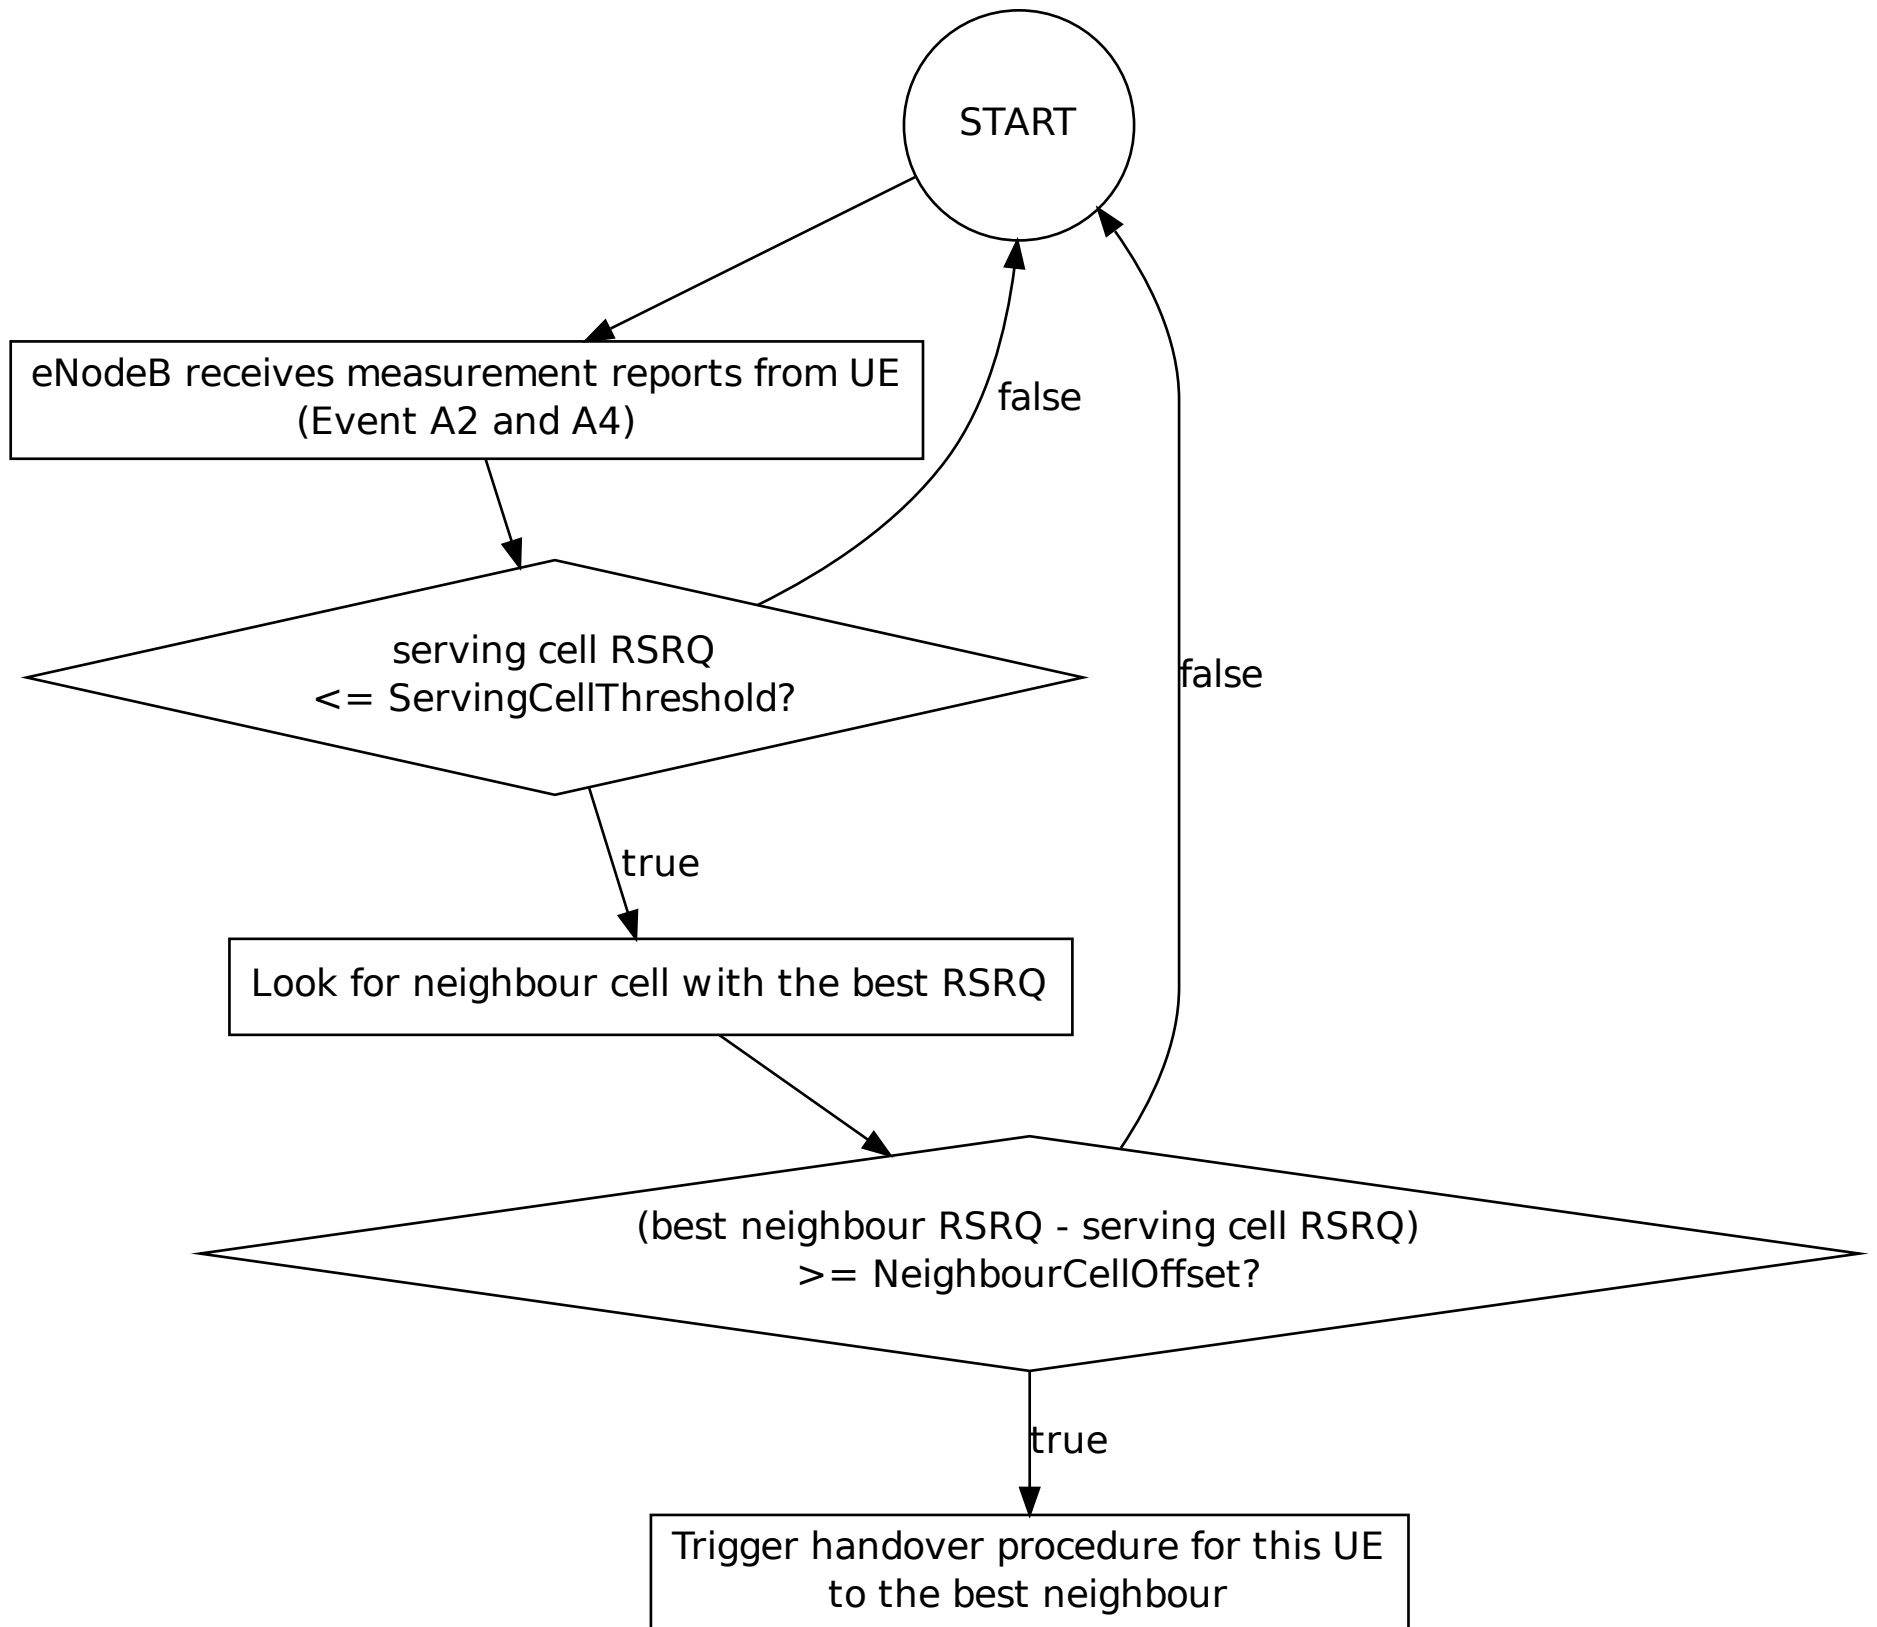 START
eNodeB receives measurement reports from UE
(Event A2 and A4)
false
serving cell RSRQ
<= ServingCellThreshold?
false
true
Look for neighbour cell with the best RSRQ
(best neighbour RSRQ - serving cell RSRQ)
>= NeighbourCellOffset?
true
Trigger handover procedure for this UE
to the best neighbour